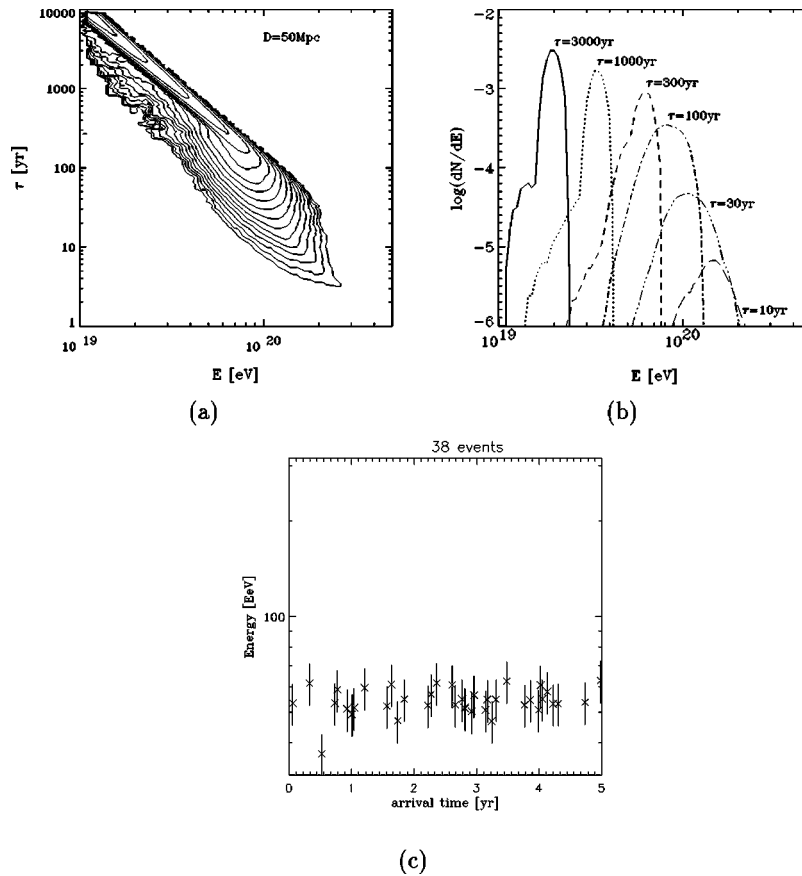 10000
1000
100
10
1
τ [yr]
D=50Mpc
10 19
10 20
E [eV]
(a)
-2
-3
-4
-5
-6
log(dN/dE)
τ=3000yr
τ=1000yr
τ=300yr
τ=100yr
τ=30yr
τ=10yr
10 19
10 20
E [eV]
(b)
38 events
Energy [EeV]
100
0 1 2 3 4 5
arrival time [yr]
(c)